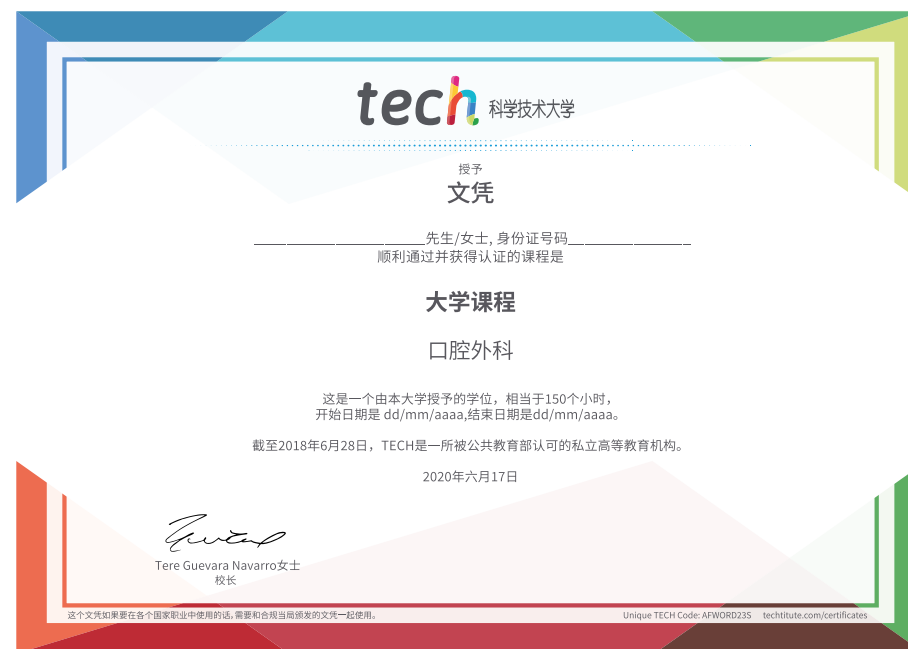 tech 科学技术大学
授予
文凭
________________________先生/女士, 身份证号码_______________
顺利通过并获得认证的课程是
大学课程
口腔外科
这是一个由本大学授予的学位，相当于150个小时，
开始日期是 dd/mm/aaaa,结束日期是dd/mm/aaaa。
截至2018年6月28日，TECH是一所被公共教育部认可的私立高等教育机构。
2020年六月17日
Tere Guevara Navarro女士
校长
这个文凭如果要在各个国家职业中使用的话,需要和合规当局颁发的文凭一起使用。
Unique TECH Code: AFWORD23S techtitute.com/certificates